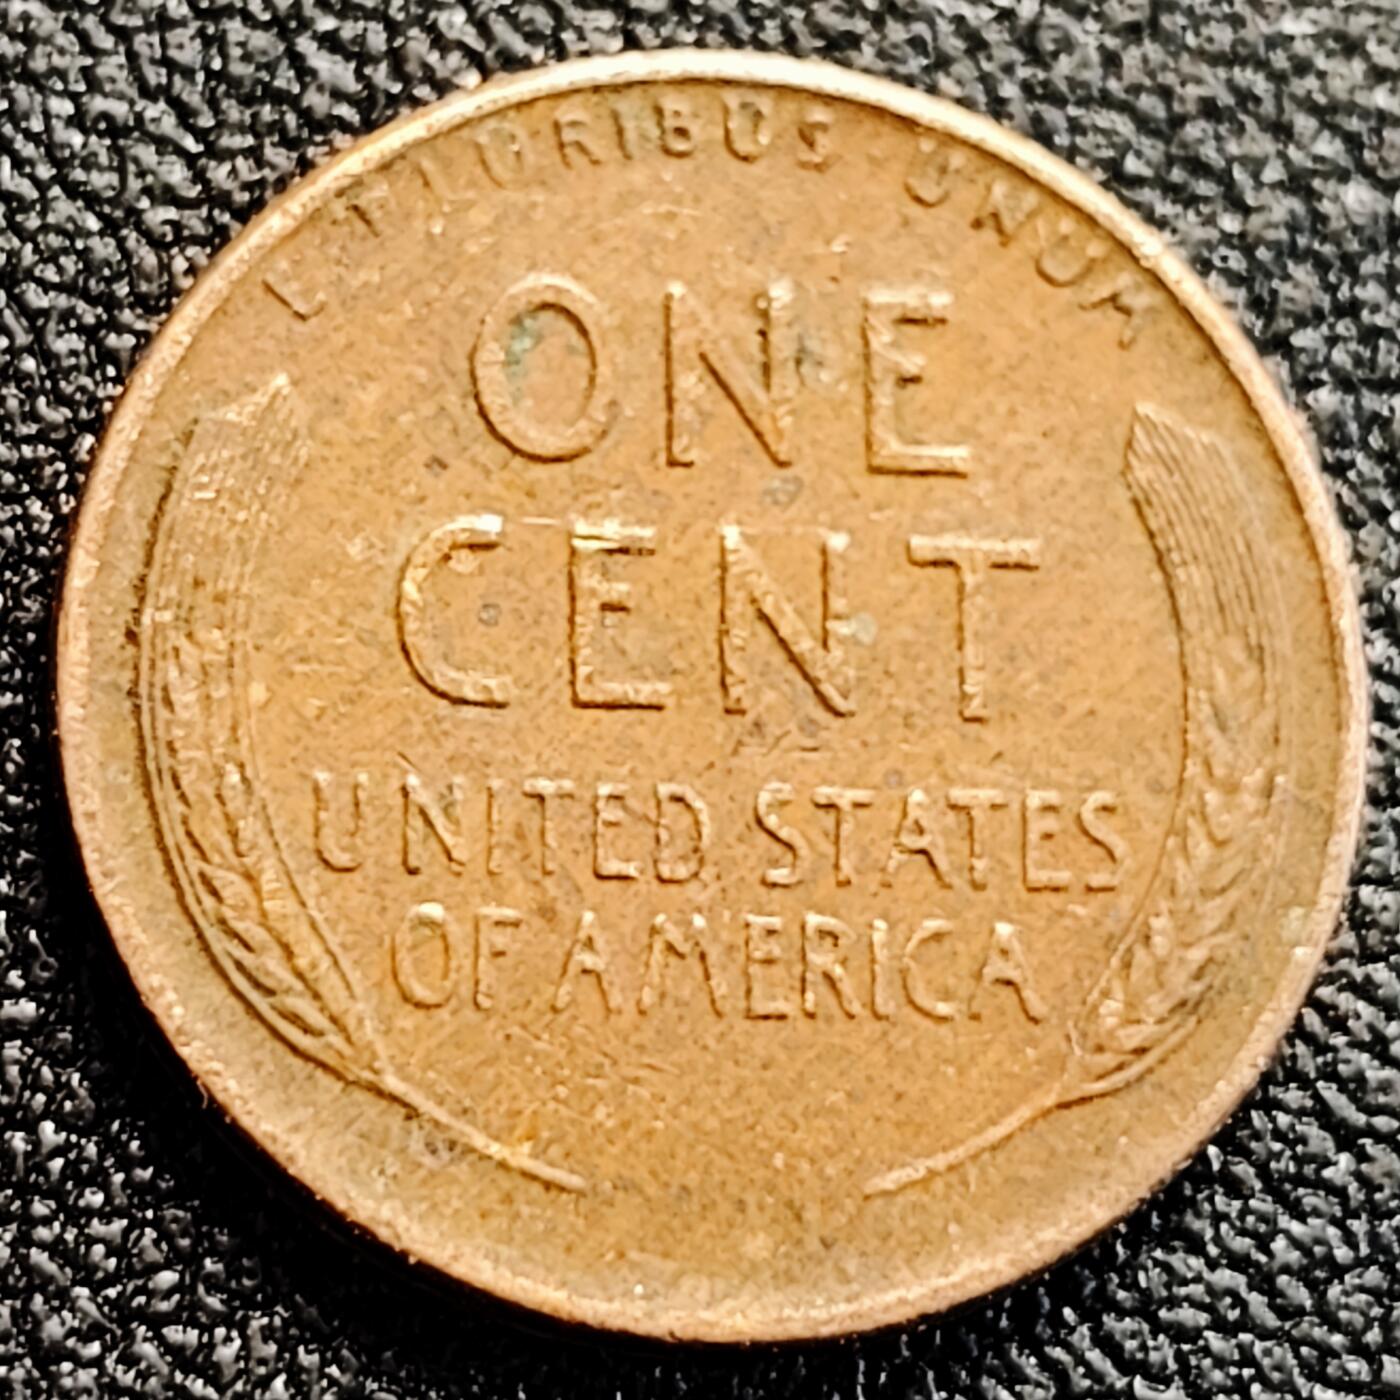 E PLURIBUS · UNUM
ONE
CENT
UNITED STATES
OF AMERICA